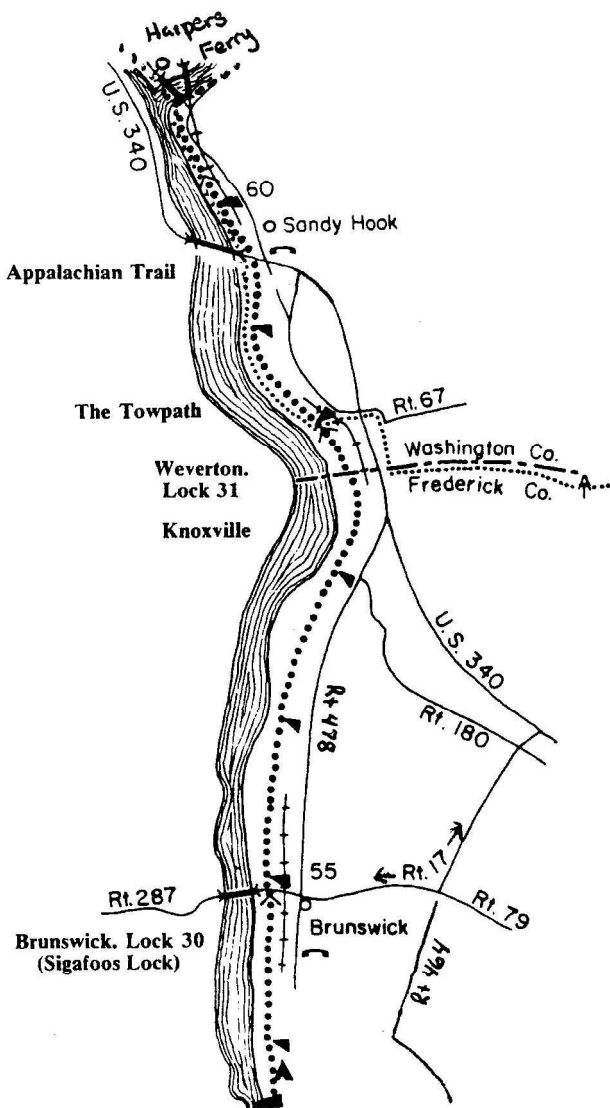 Harpers
Ferry
U.S. 340
60
Sandy Hook
Appalachian Trail
The Towpath
Rt. 67
Weverton.
Lock 31
Washington Co.
Frederick Co.
A
Knoxville
U.S. 340
Rt 478
Rt. 180
55
Rt. 17
Rt. 287
Rt. 79
Brunswick
Brunswick. Lock 30
(Sigafoos Lock)
Rt 464